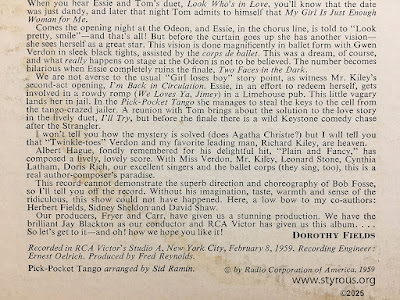 When you hear Essie and Tom's duet, Look Who's in Love, you'll know that the date
was just dandy, and later that night Tom admits to himself that My Girl Is Just Enough
Woman for Me.
Comes the opening night at the Odeon, and Essie, in the chorus line, is told to "Look
pretty, smile"—and that's all! But before the curtain goes up she has another vision—
she sees herself as a great star. This vision is done magnificently in ballet form with Gwen
Verdon in sleek black tights, assisted by the corps de ballet. This was a dream, of course,
and what really happens on stage at the Odeon is not to be believed. The number becomes
hilarious when Essie completely ruins the finale, Two Faces in the Dark.
We are not averse to the usual "Girl loses boy" story point, as witness Mr. Kiley's
second-act opening, I'm Back in Circulation. Essie, in an effort to redeem herself, gets
involved in a rowdy romp (We Loves Ya, Jimey) in a Limehouse pub. This little vagary
lands her in jail. In the Pick-Pocket Tango she manages to steal the keys to the cell from
the tango-crazed jailer. A reunion with Tom brings about the solution to the love story
in the lively duet, I'll Try, but before the finale there is a wild Keystone comedy chase
after the Strangler.
I won't tell you how the mystery is solved (does Agatha Christie?) but I will tell you
that "Twinkle-toes" Verdon and my favorite leading man, Richard Kiley, are heaven.
Albert Hague, fondly remembered for his delightful hit, "Plain and Fancy," has
composed a lively, lovely score. With Miss Verdon, Mr. Kiley, Leonard Stone, Cynthia
Latham, Doris Rich, our excellent singers and the ballet corps (they sing, too), this is a
real author-composer's paradise.
This record cannot demonstrate the superb direction and choreography of Bob Fosse,
so I'll tell you off the record. Without his imagination, taste, warmth and sense of the
ridiculous, this show could not have happened. Here, a low bow to my co-authors:
Herbert Fields, Sidney Sheldon and David Shaw.
Our producers, Fryer and Carr, have given us a stunning production. We have the
brilliant Jay Blackton as our conductor and RCA Victor has given us this album. . . .
So let's get to it—and oh! how we hope you like it!
DOROTHY FIELDS
Recorded in RCA Victor's Studio A, New York City, February 8, 1959. Recording Engineer:
Ernest Oelrich. Produced by Fred Reynolds.
Pick-Pocket Tango arranged by Sid Ramin.
© by Radio Corporation of America, 1959
www.styrous.com
©2025